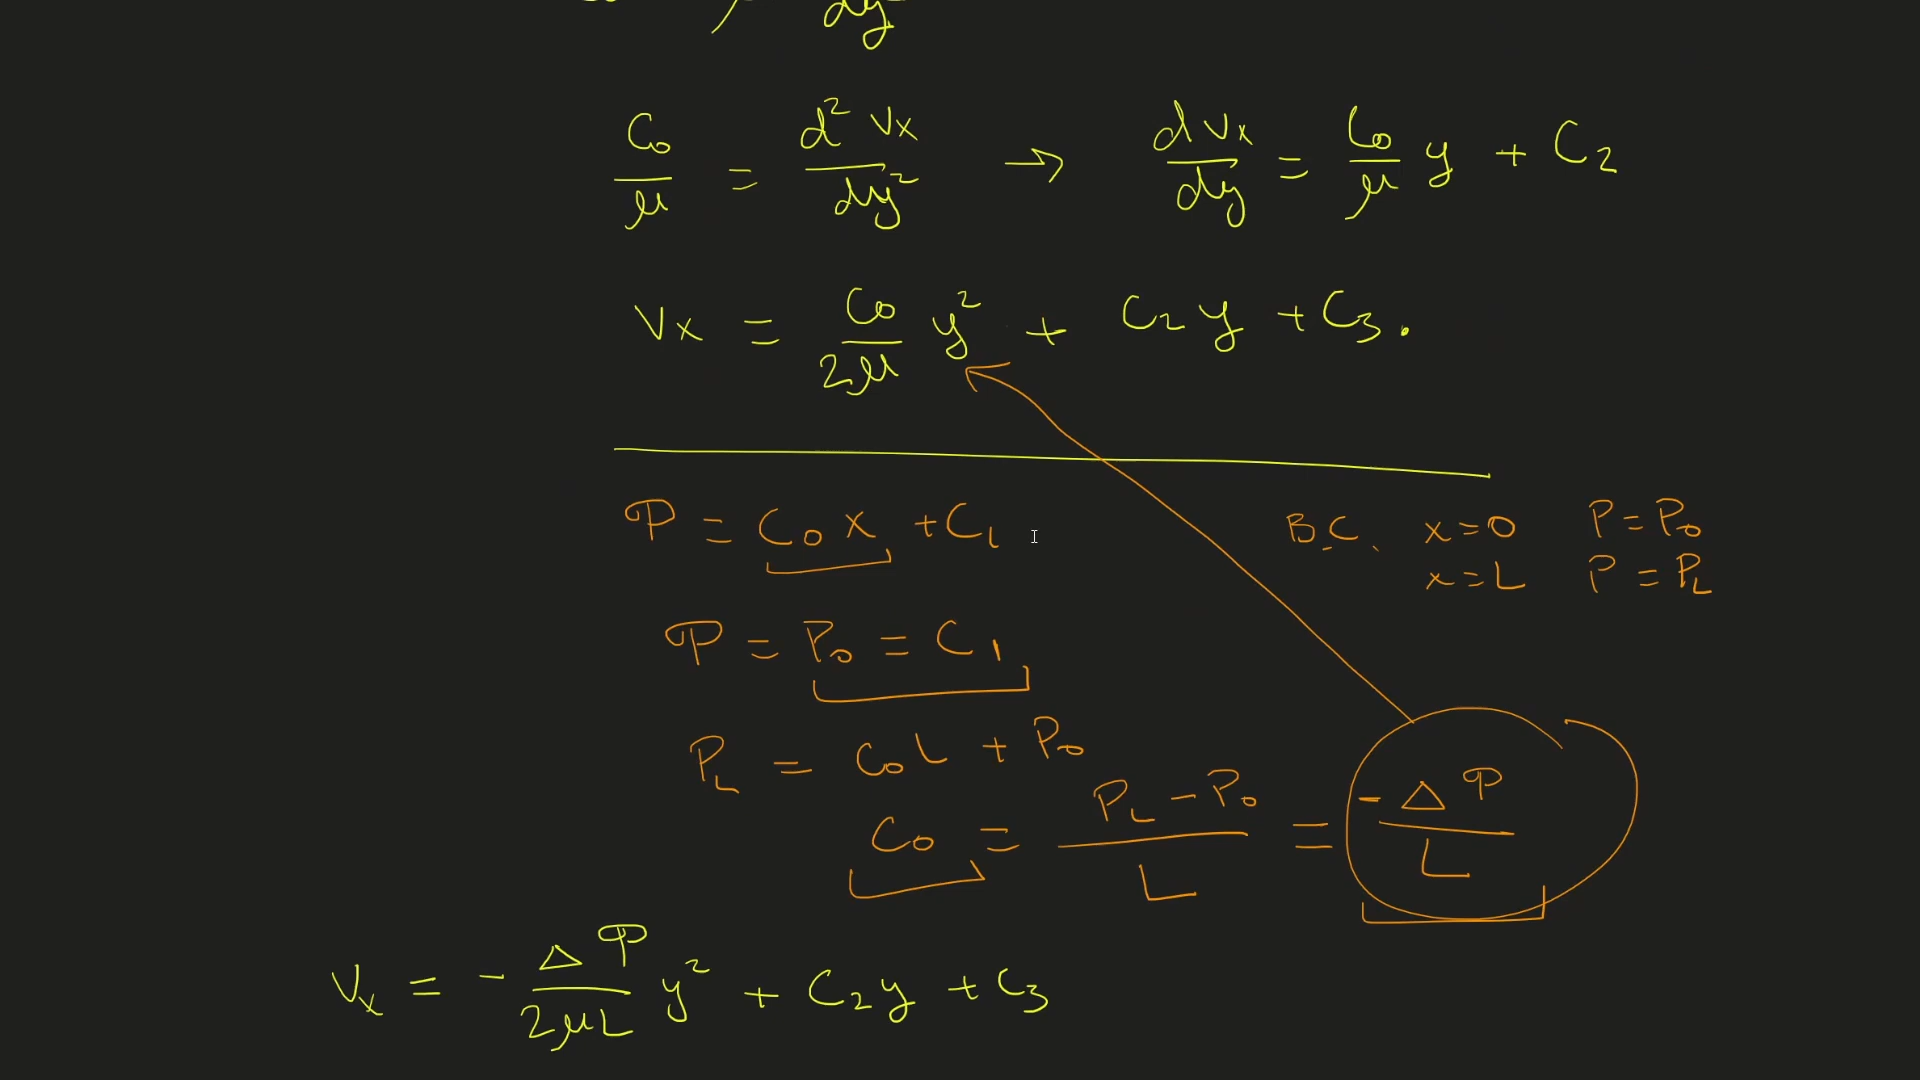 dy
C₀/μ = d²Vx/dy² → dVx/dy = C₀/μ y + C₂
Vx = C₀/2μ y² + C₂y + C₃.
P = C₀x + C₁ B.C. x=0 P=P₀
x=L P=P_L
P = P₀ = C₁
P_L = C₀L + P₀
C₀ = P_L - P₀/L = -ΔP/L
Vx = -ΔP/2μL y² + C₂y + C₃